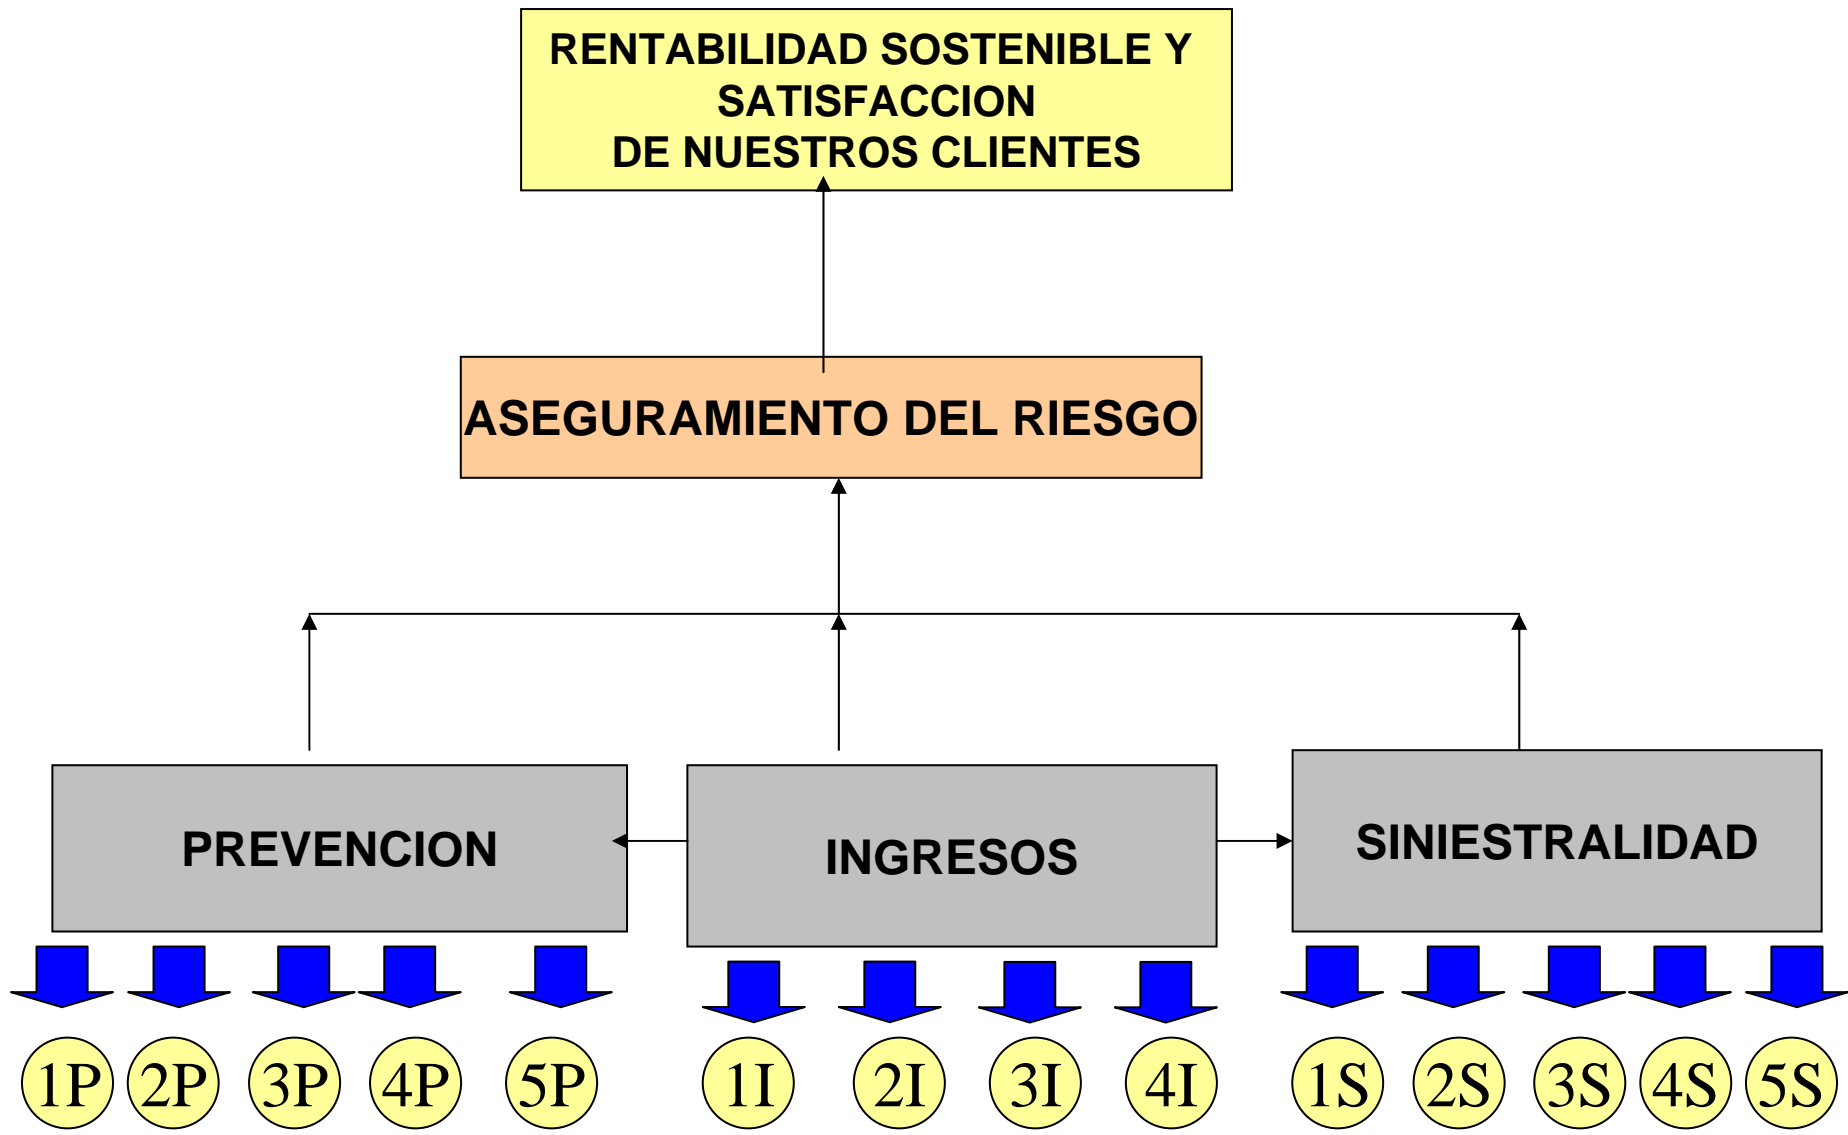 RENTABILIDAD SOSTENIBLE Y
SATISFACCION
DE NUESTROS CLIENTES
ASEGURAMIENTO DEL RIESGO
PREVENCION
INGRESOS
SINIESTRALIDAD
1P 2P 3P 4P 5P 1I 2I 3I 4I 1S 2S 3S 4S 5S